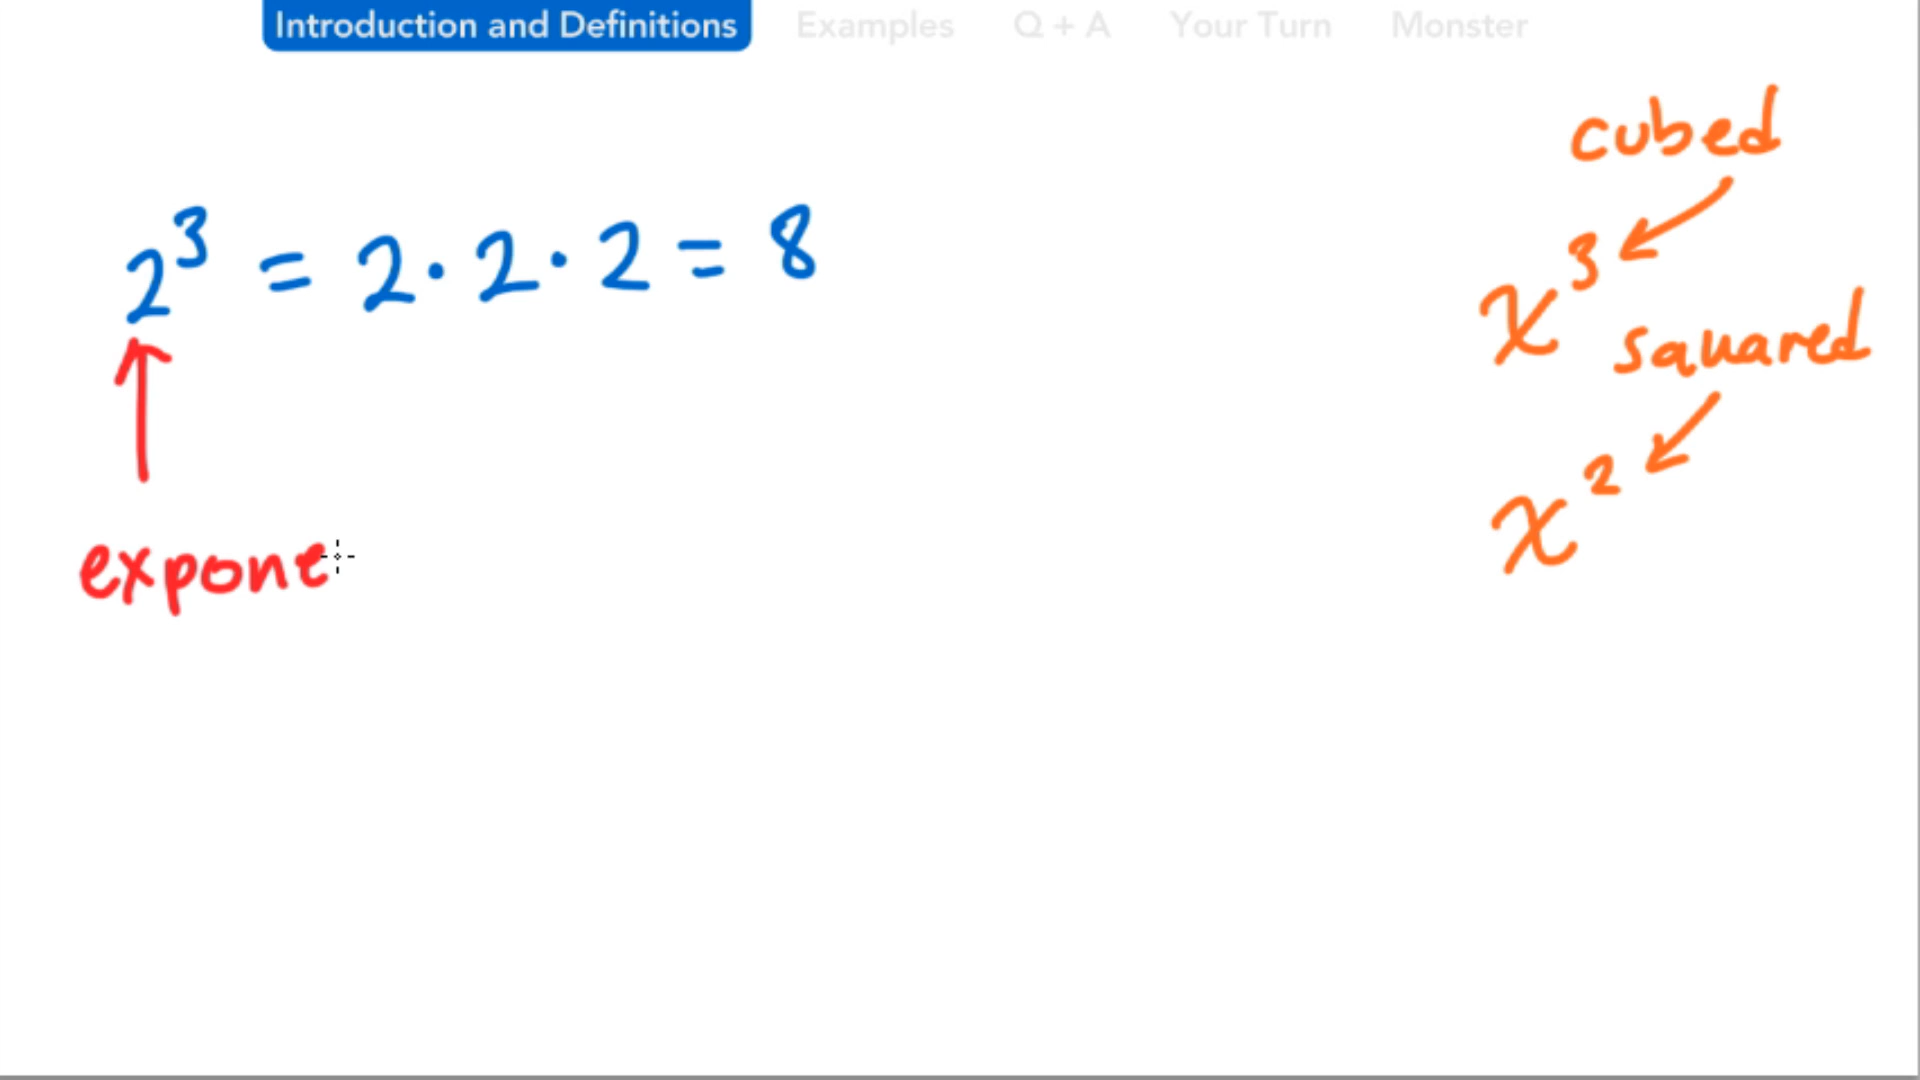 Introduction and Definitions Examples Q + A Your Turn Monster
cubed
2³ = 2·2·2 = 8
x³
squared
x²
expone